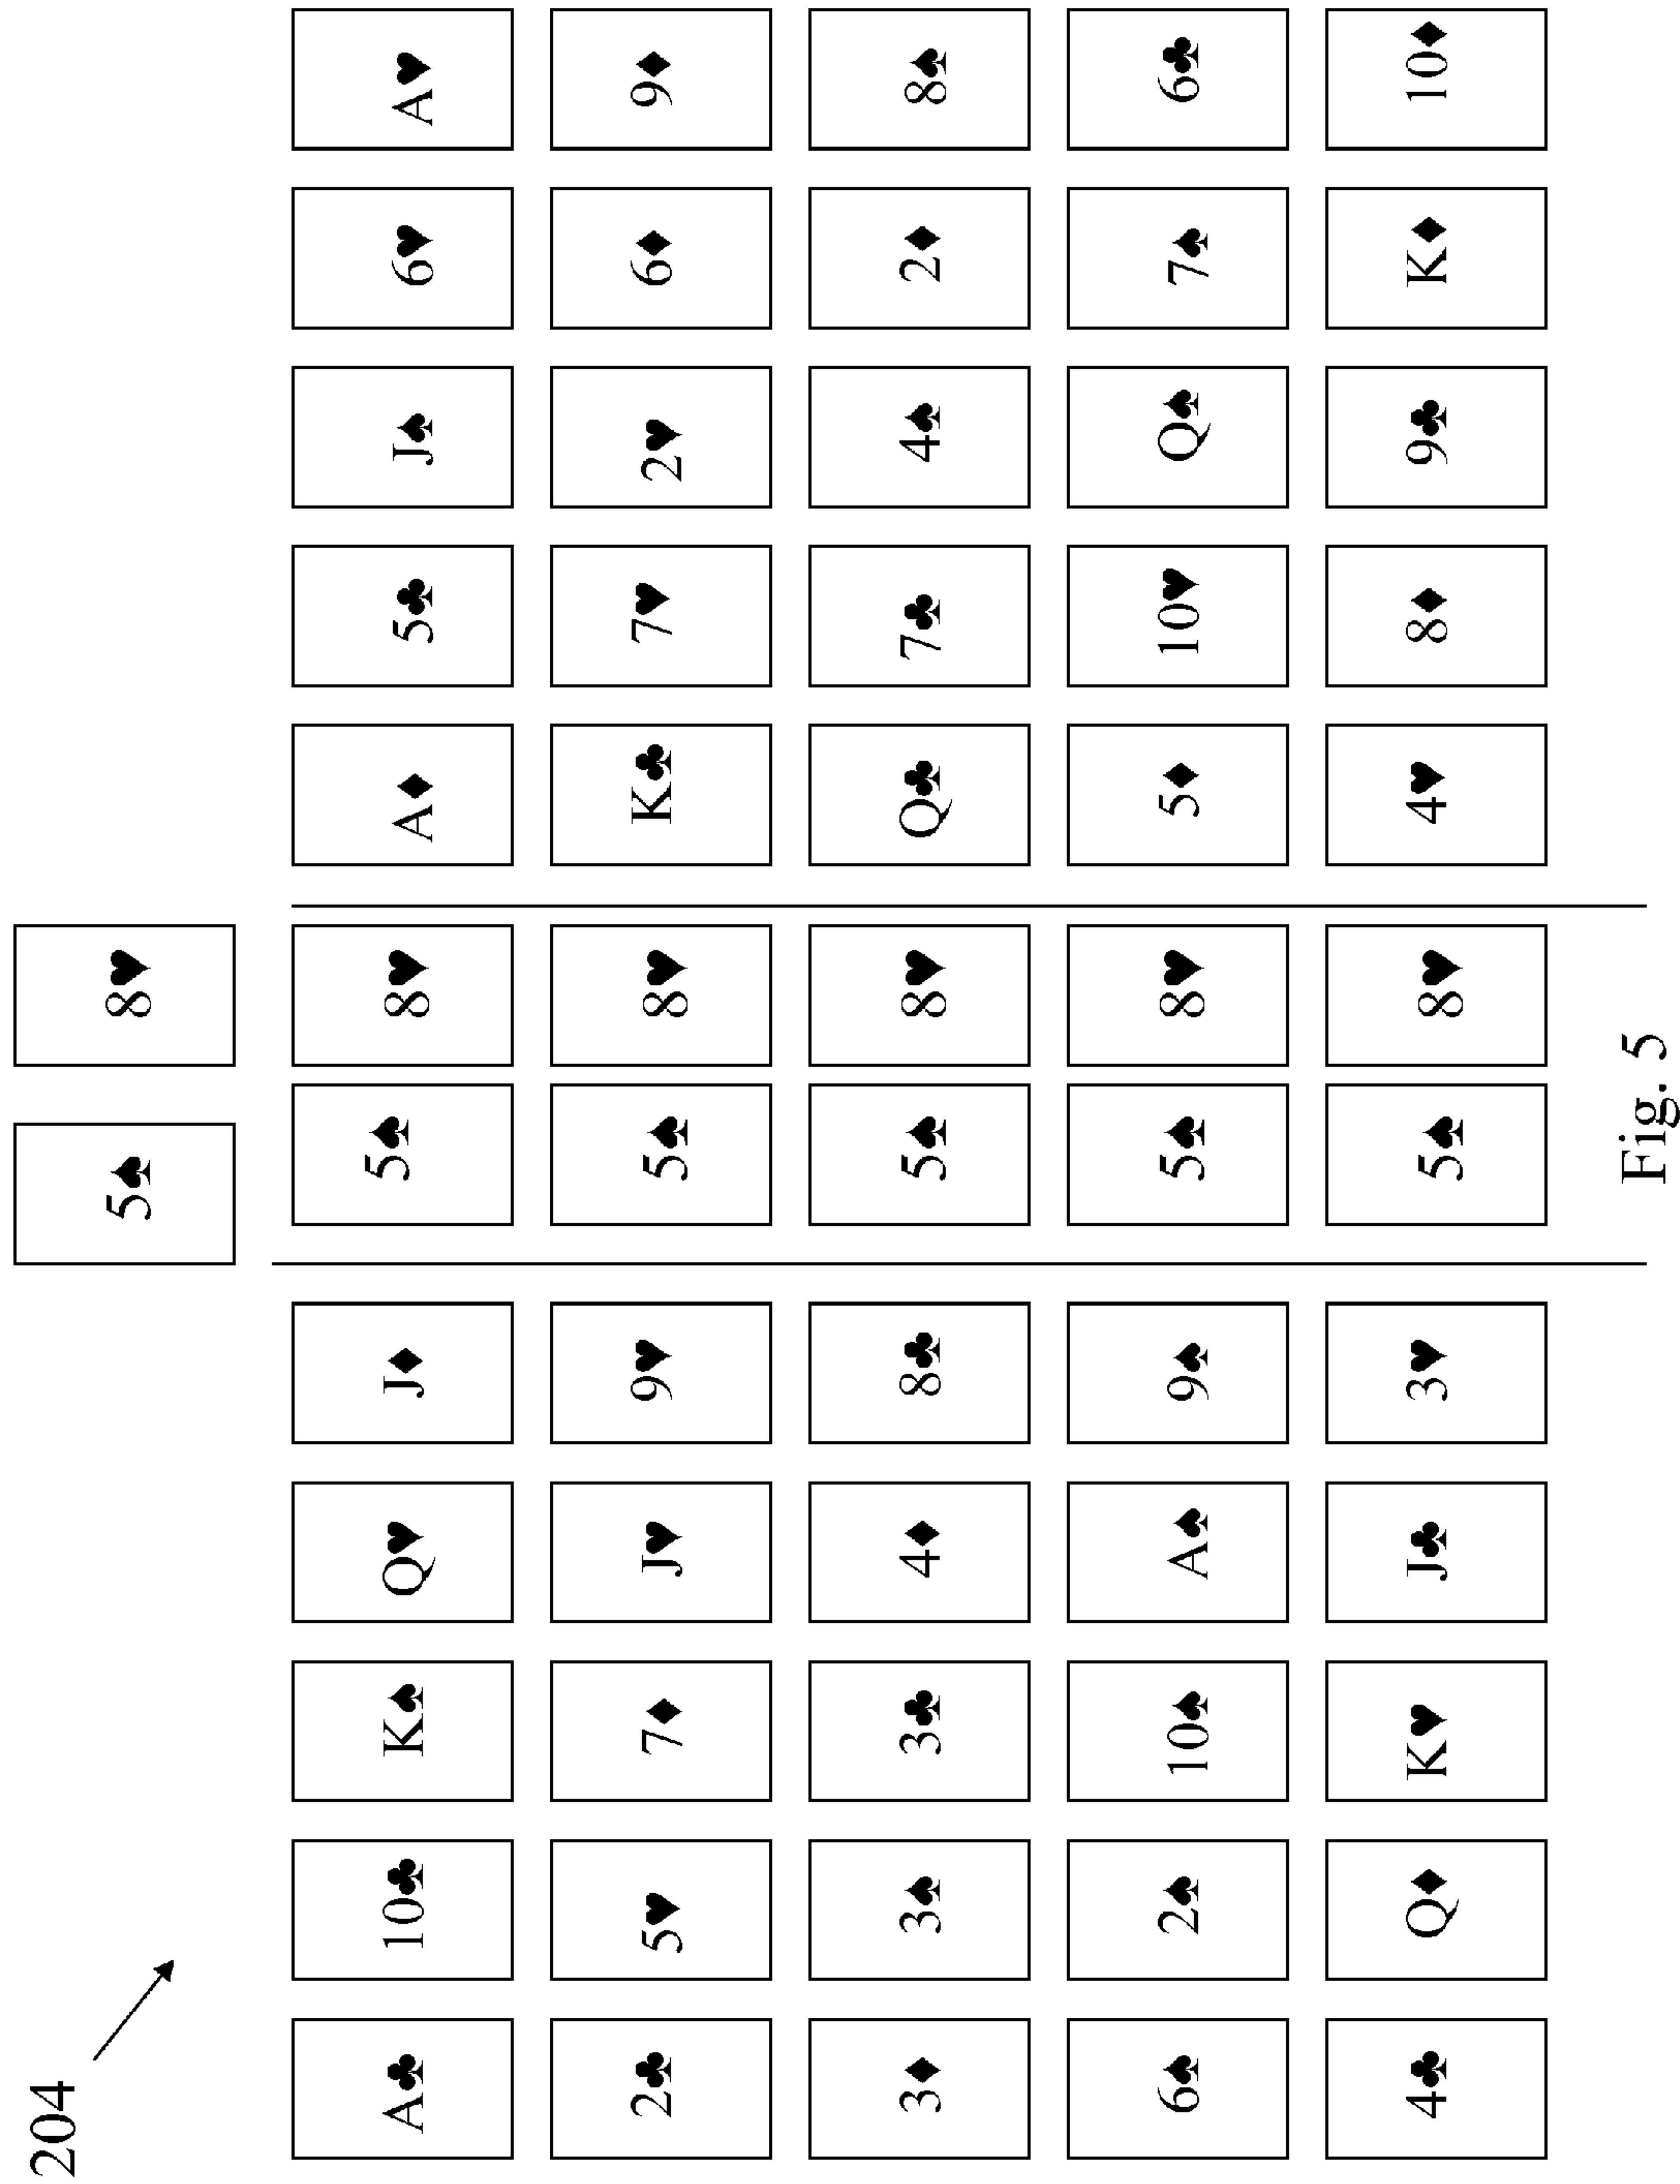 204
5♠ 8♥
A♣ 10♣ K♠ Q♥ J♦ 5♠ 8♥ A♦ 5♣ J♠ 6♥ A♥
2♣ 5♥ 7♦ J♥ 9♥ 5♠ 8♥ K♣ 7♥ 2♥ 6♦ 9♦
3♦ 3♠ 3♣ 4♦ 8♣ 5♠ 8♥ Q♣ 7♣ 4♠ 2♦ 8♠
6♠ 2♠ 10♠ A♠ 9♠ 5♠ 8♥ 5♦ 10♥ Q♠ 7♠ 6♣
4♣ Q♦ K♥ J♣ 3♥ 5♠ 8♥ 4♥ 8♦ 9♣ K♦ 10♦
Fig. 5